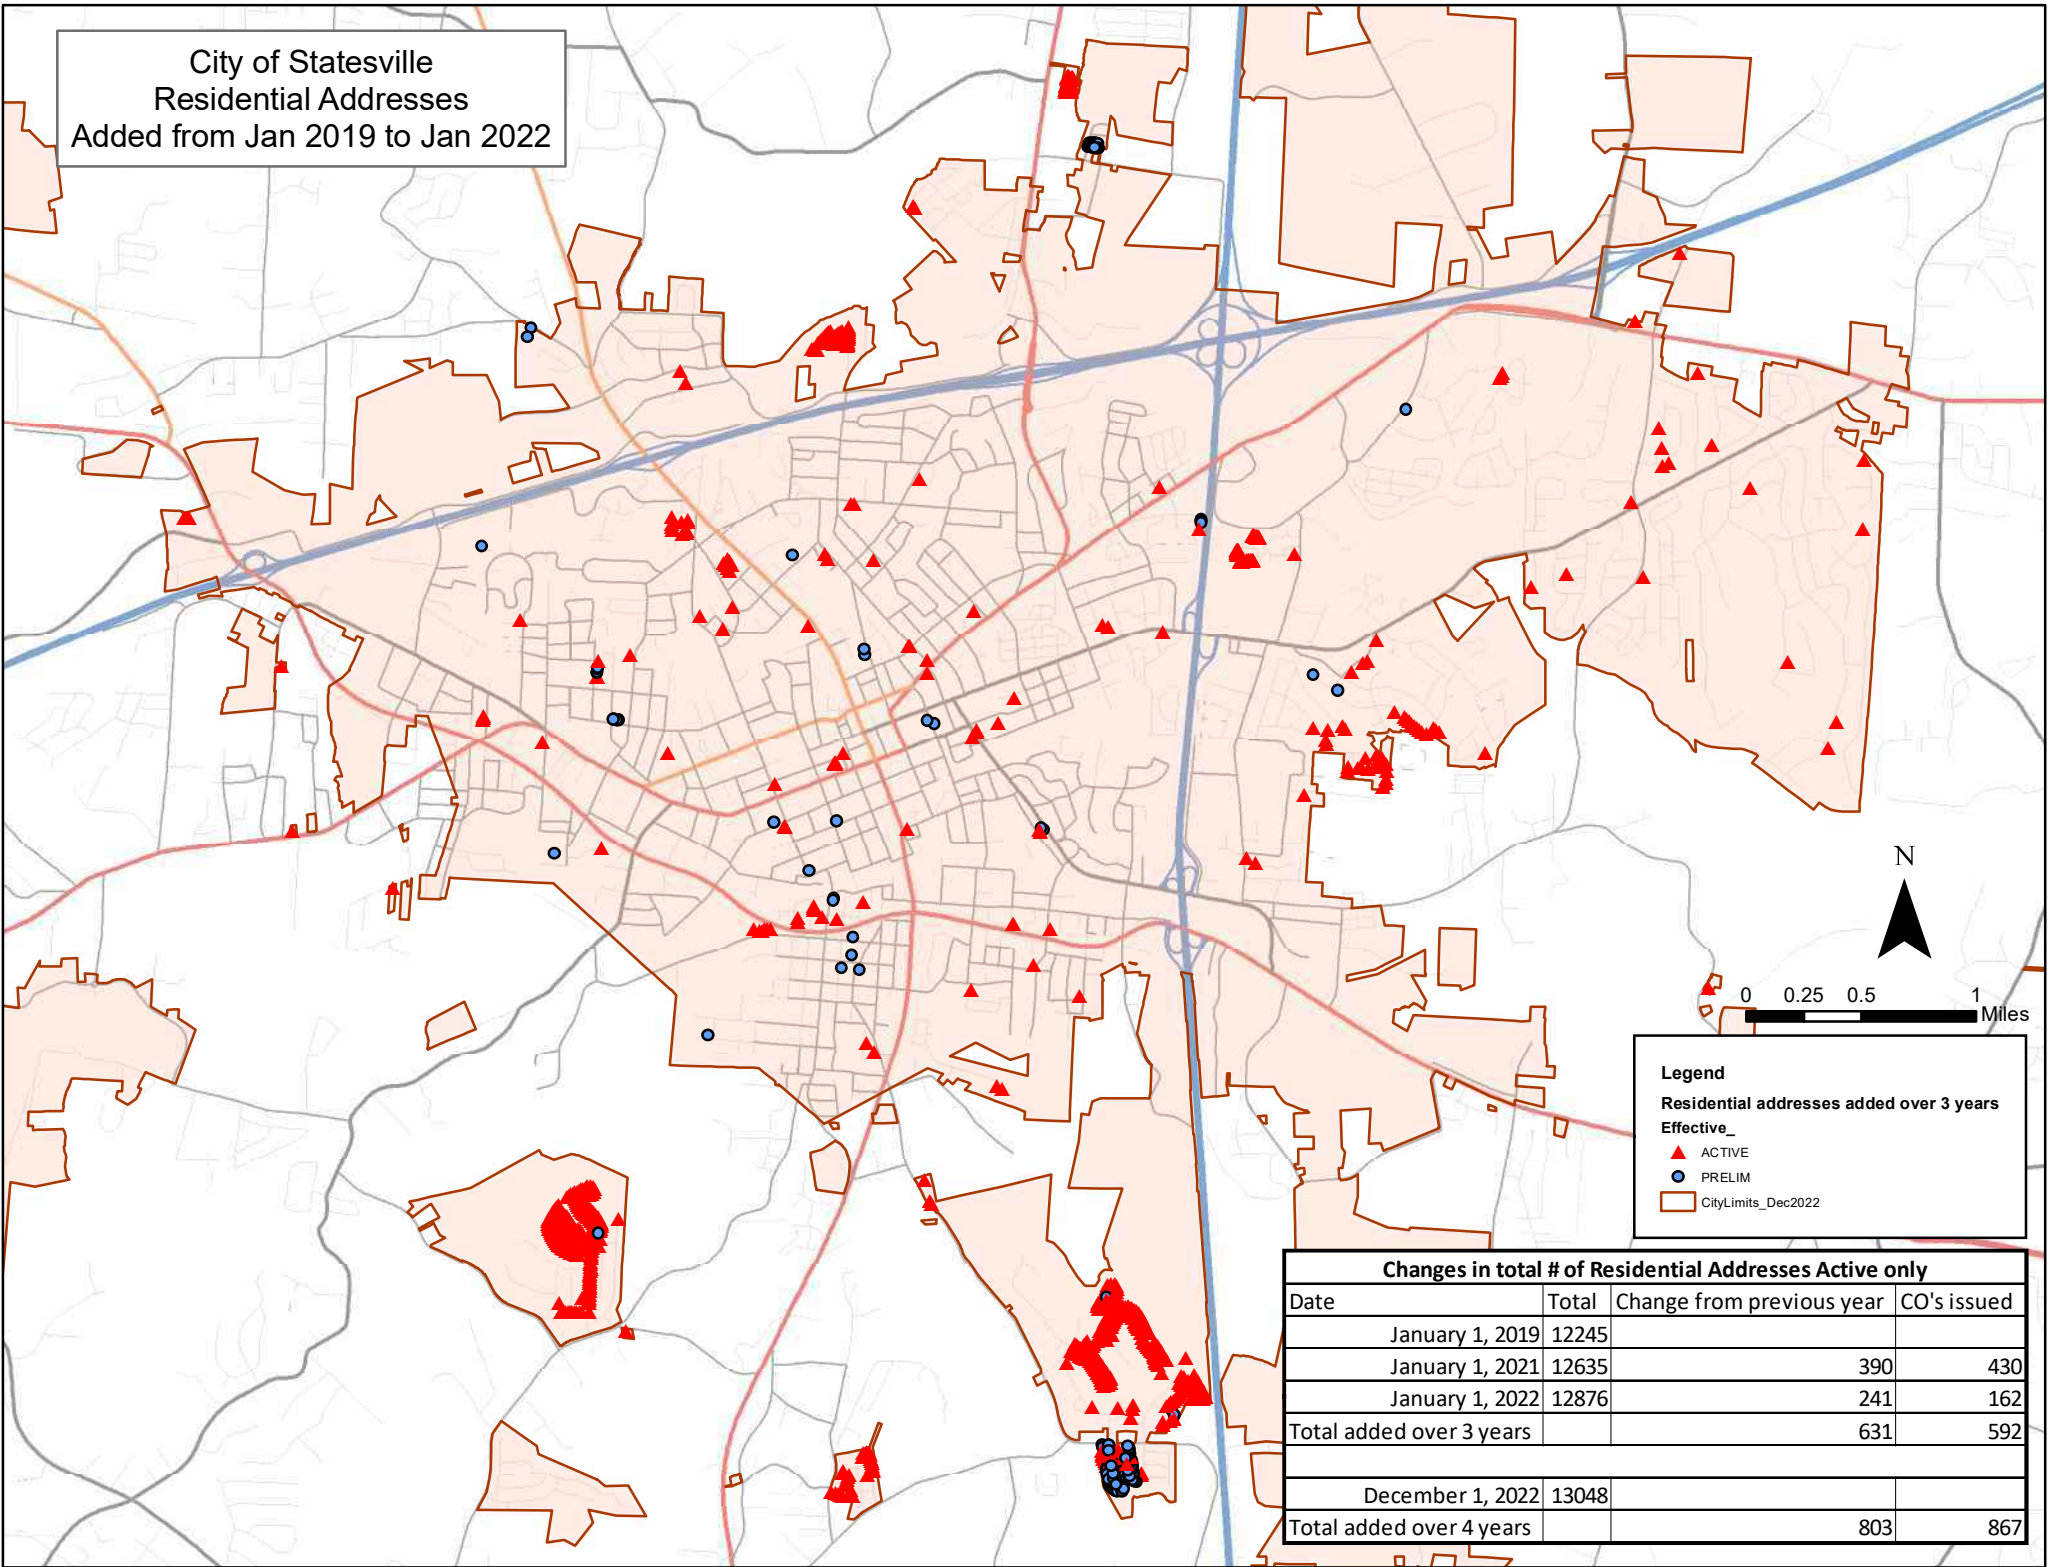 City of Statesville
Residential Addresses
Added from Jan 2019 to Jan 2022
N
0 0.25 0.5 1
Miles
Legend
Residential addresses added over 3 years
Effective_
ACTIVE
PRELIM
CityLimits_Dec2022
Changes in total # of Residential Addresses Active only
Date Total Change from previous year CO's issued
January 1, 2019 12245
January 1, 2021 12635 390 430
January 1, 2022 12876 241 162
Total added over 3 years 631 592
December 1, 2022 13048
Total added over 4 years 803 867